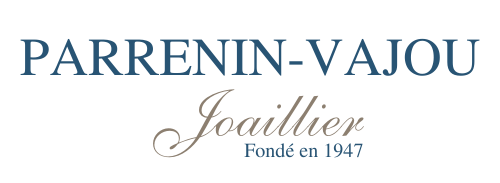 PARRENIN-VAJOU
Joaillier
Fondé en 1947